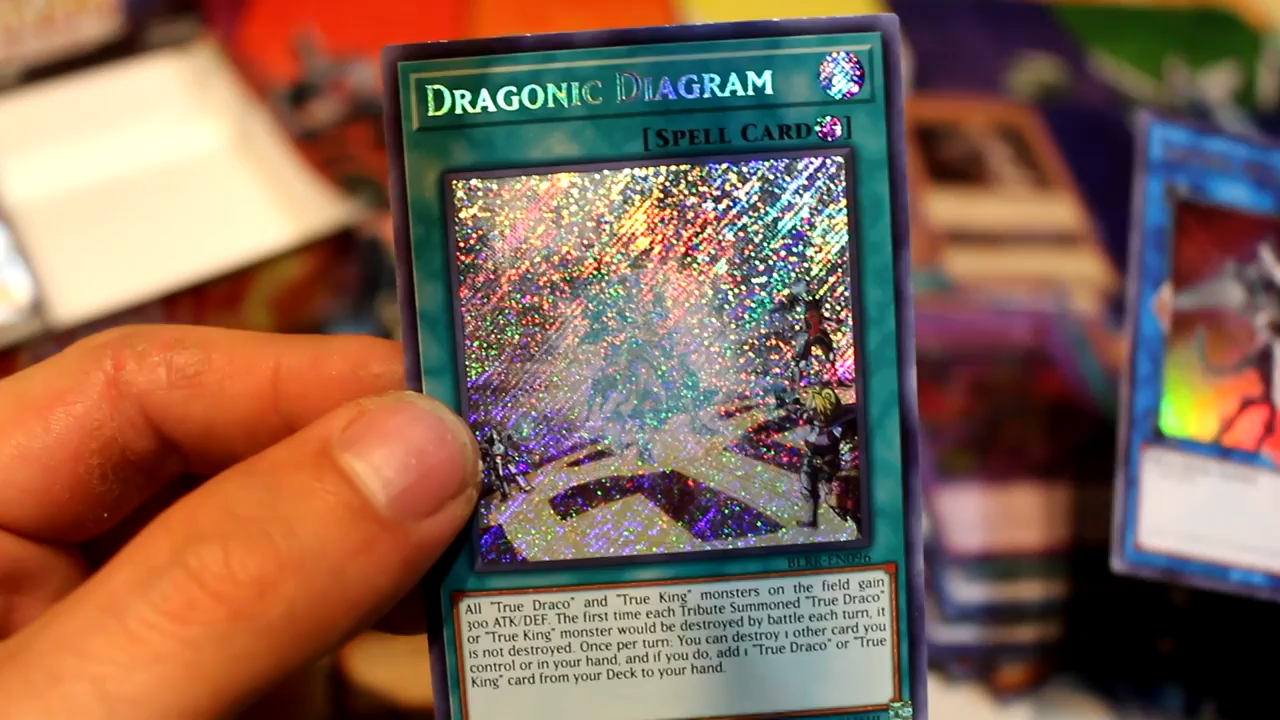 DRAGONIC DIAGRAM
[SPELL CARD]
BLRR-EN096
All "True Draco" and "True King" monsters on the field gain
300 ATK/DEF. The first time each Tribute Summoned "True Draco"
or "True King" monster would be destroyed by battle each turn, it
is not destroyed. Once per turn: You can destroy 1 other card you
control or in your hand, and if you do, add 1 "True Draco" or "True
King" card from your Deck to your hand.